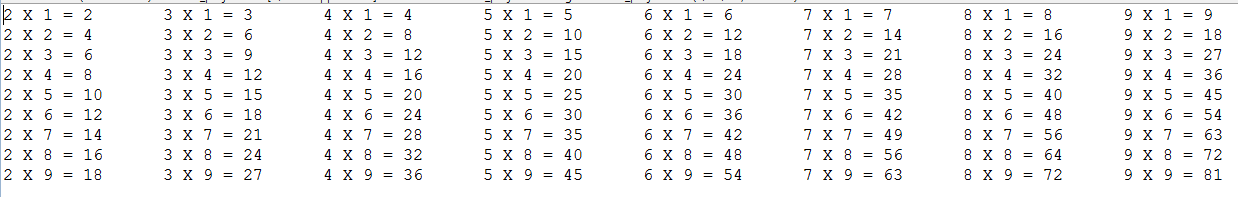 2 X 1 = 2 3 X 1 = 3 4 X 1 = 4 5 X 1 = 5 6 X 1 = 6 7 X 1 = 7 8 X 1 = 8 9 X 1 = 9
2 X 2 = 4 3 X 2 = 6 4 X 2 = 8 5 X 2 = 10 6 X 2 = 12 7 X 2 = 14 8 X 2 = 16 9 X 2 = 18
2 X 3 = 6 3 X 3 = 9 4 X 3 = 12 5 X 3 = 15 6 X 3 = 18 7 X 3 = 21 8 X 3 = 24 9 X 3 = 27
2 X 4 = 8 3 X 4 = 12 4 X 4 = 16 5 X 4 = 20 6 X 4 = 24 7 X 4 = 28 8 X 4 = 32 9 X 4 = 36
2 X 5 = 10 3 X 5 = 15 4 X 5 = 20 5 X 5 = 25 6 X 5 = 30 7 X 5 = 35 8 X 5 = 40 9 X 5 = 45
2 X 6 = 12 3 X 6 = 18 4 X 6 = 24 5 X 6 = 30 6 X 6 = 36 7 X 6 = 42 8 X 6 = 48 9 X 6 = 54
2 X 7 = 14 3 X 7 = 21 4 X 7 = 28 5 X 7 = 35 6 X 7 = 42 7 X 7 = 49 8 X 7 = 56 9 X 7 = 63
2 X 8 = 16 3 X 8 = 24 4 X 8 = 32 5 X 8 = 40 6 X 8 = 48 7 X 8 = 56 8 X 8 = 64 9 X 8 = 72
2 X 9 = 18 3 X 9 = 27 4 X 9 = 36 5 X 9 = 45 6 X 9 = 54 7 X 9 = 63 8 X 9 = 72 9 X 9 = 81